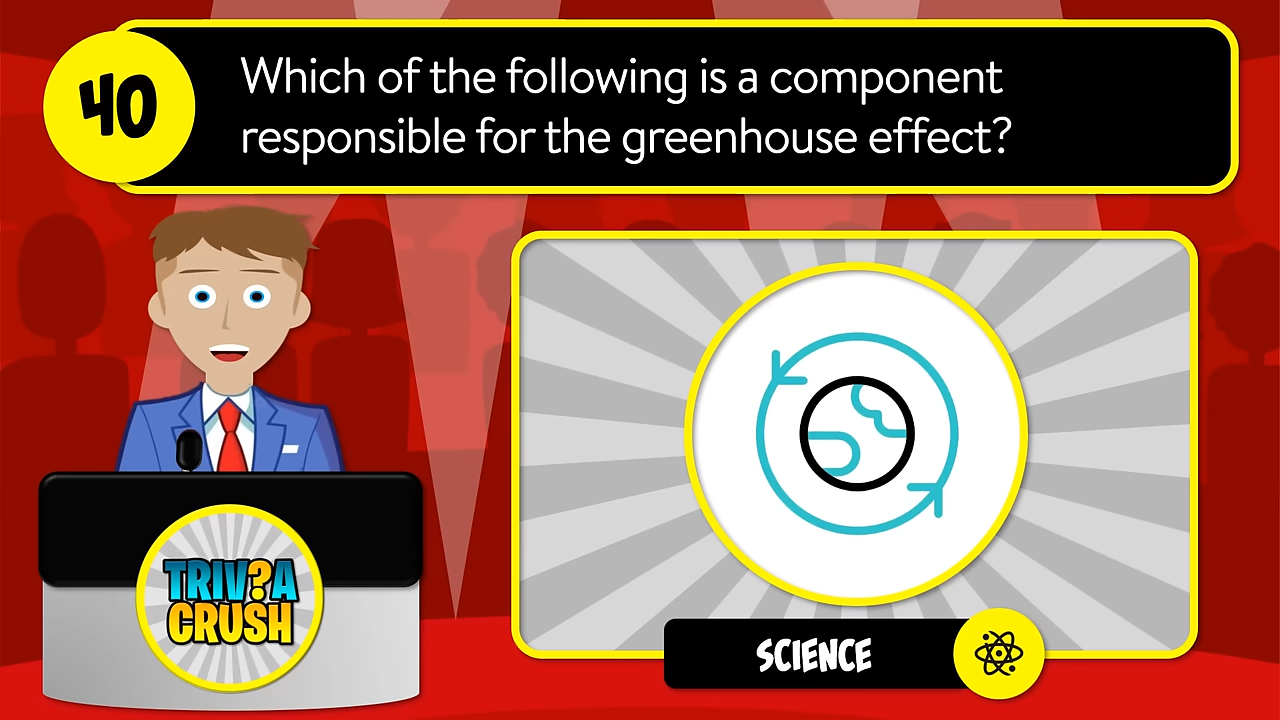 40
Which of the following is a component
responsible for the greenhouse effect?
TRIV?A
CRUSH
SCIENCE